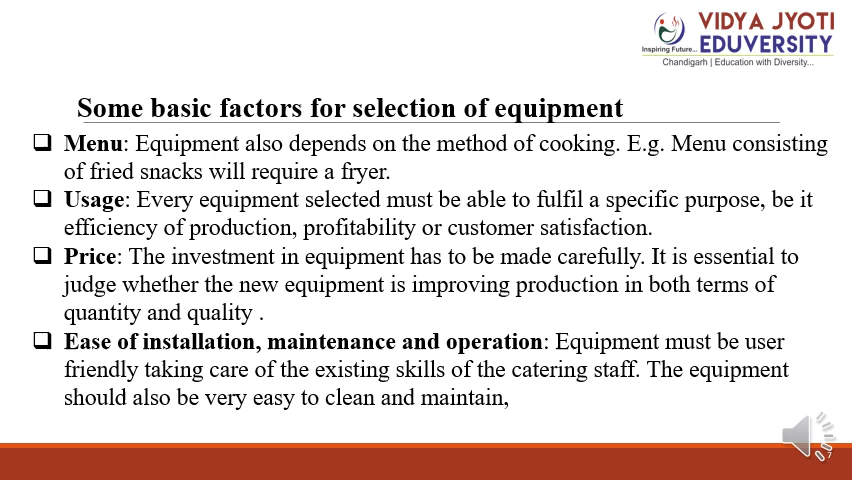 VIDYA JYOTI
EDUVERSITY
Inspiring Future...
Chandigarh | Education with Diversity...
Some basic factors for selection of equipment
❑ Menu: Equipment also depends on the method of cooking. E.g. Menu consisting
of fried snacks will require a fryer.
❑ Usage: Every equipment selected must be able to fulfil a specific purpose, be it
efficiency of production, profitability or customer satisfaction.
❑ Price: The investment in equipment has to be made carefully. It is essential to
judge whether the new equipment is improving production in both terms of
quantity and quality .
❑ Ease of installation, maintenance and operation: Equipment must be user
friendly taking care of the existing skills of the catering staff. The equipment
should also be very easy to clean and maintain,
7